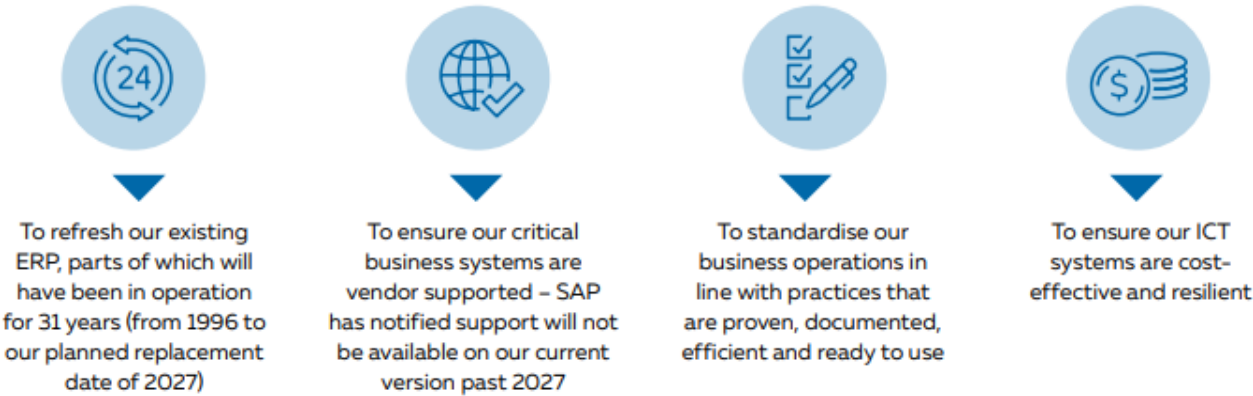 24
To refresh our existing
ERP, parts of which will
have been in operation
for 31 years (from 1996 to
our planned replacement
date of 2027)
To ensure our critical
business systems are
vendor supported – SAP
has notified support will not
be available on our current
version past 2027
To standardise our
business operations in
line with practices that
are proven, documented,
efficient and ready to use
$
To ensure our ICT
systems are cost-
effective and resilient